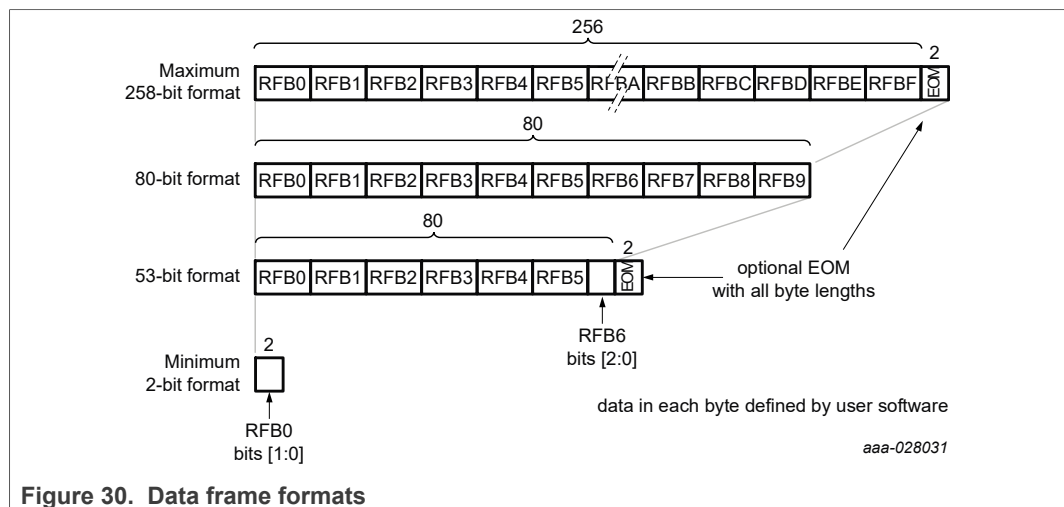 256
2
Maximum
258-bit format
RFB0 RFB1 RFB2 RFB3 RFB4 RFB5 RFBA RFBB RFBC RFBD RFBE RFBF EOM
80
80-bit format
RFB0 RFB1 RFB2 RFB3 RFB4 RFB5 RFB6 RFB7 RFB8 RFB9
80
2
53-bit format
RFB0 RFB1 RFB2 RFB3 RFB4 RFB5 EOM
optional EOM
with all byte lengths
RFB6
bits [2:0]
2
Minimum
2-bit format
RFB0
bits [1:0]
data in each byte defined by user software
aaa-028031
Figure 30. Data frame formats